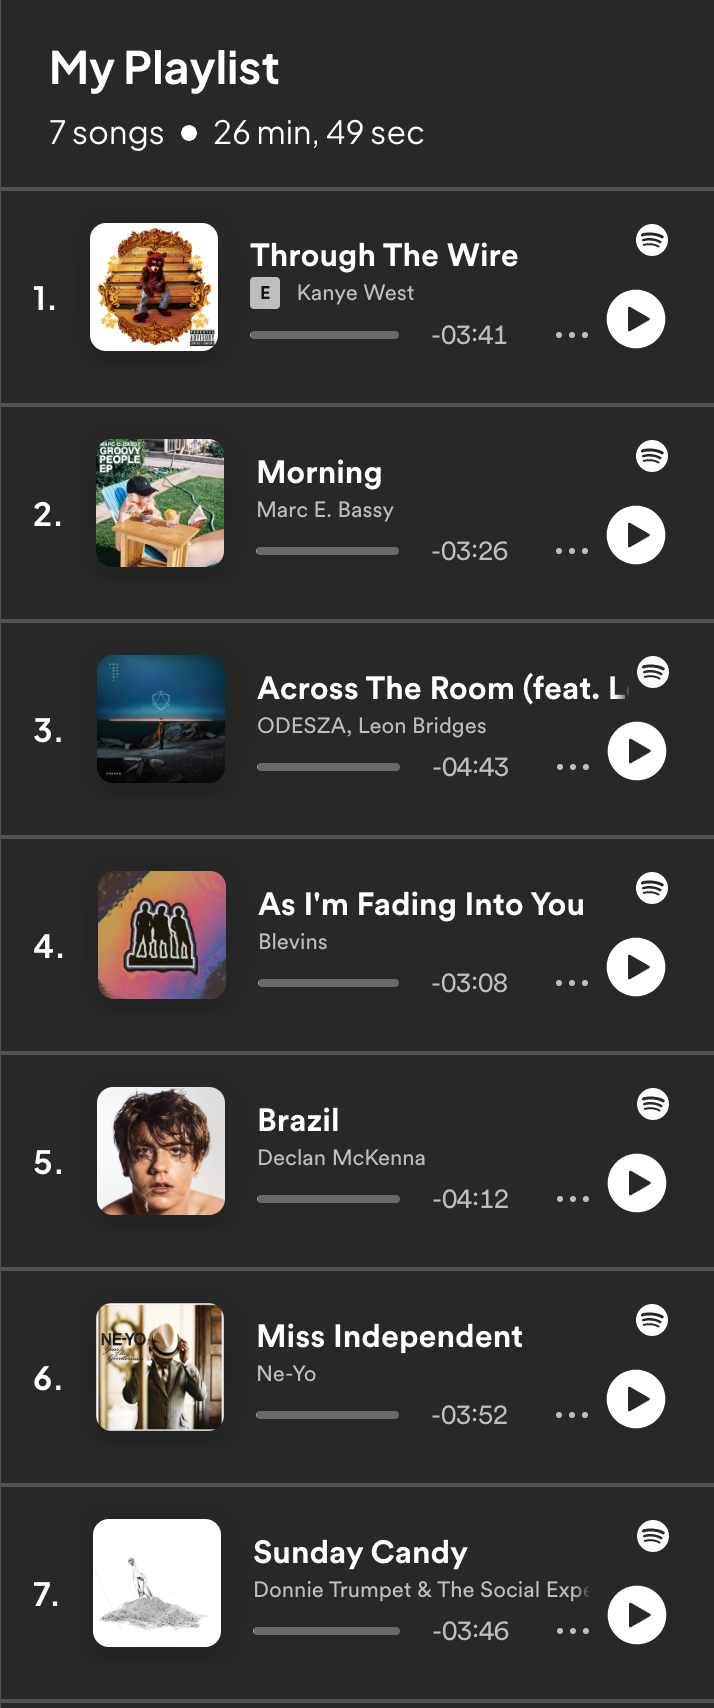 My Playlist
7 songs ● 26 min, 49 sec
1.
Through The Wire
E Kanye West
-03:41
2.
MARC E. BASSY
GROOVY
PEOPLE
EP
Morning
Marc E. Bassy
-03:26
3.
Across The Room (feat. L
ODESZA, Leon Bridges
-04:43
4.
As I'm Fading Into You
Blevins
-03:08
5.
Brazil
Declan McKenna
-04:12
6.
NE-YO
Miss Independent
Ne-Yo
-03:52
7.
Sunday Candy
Donnie Trumpet & The Social Expe
-03:46